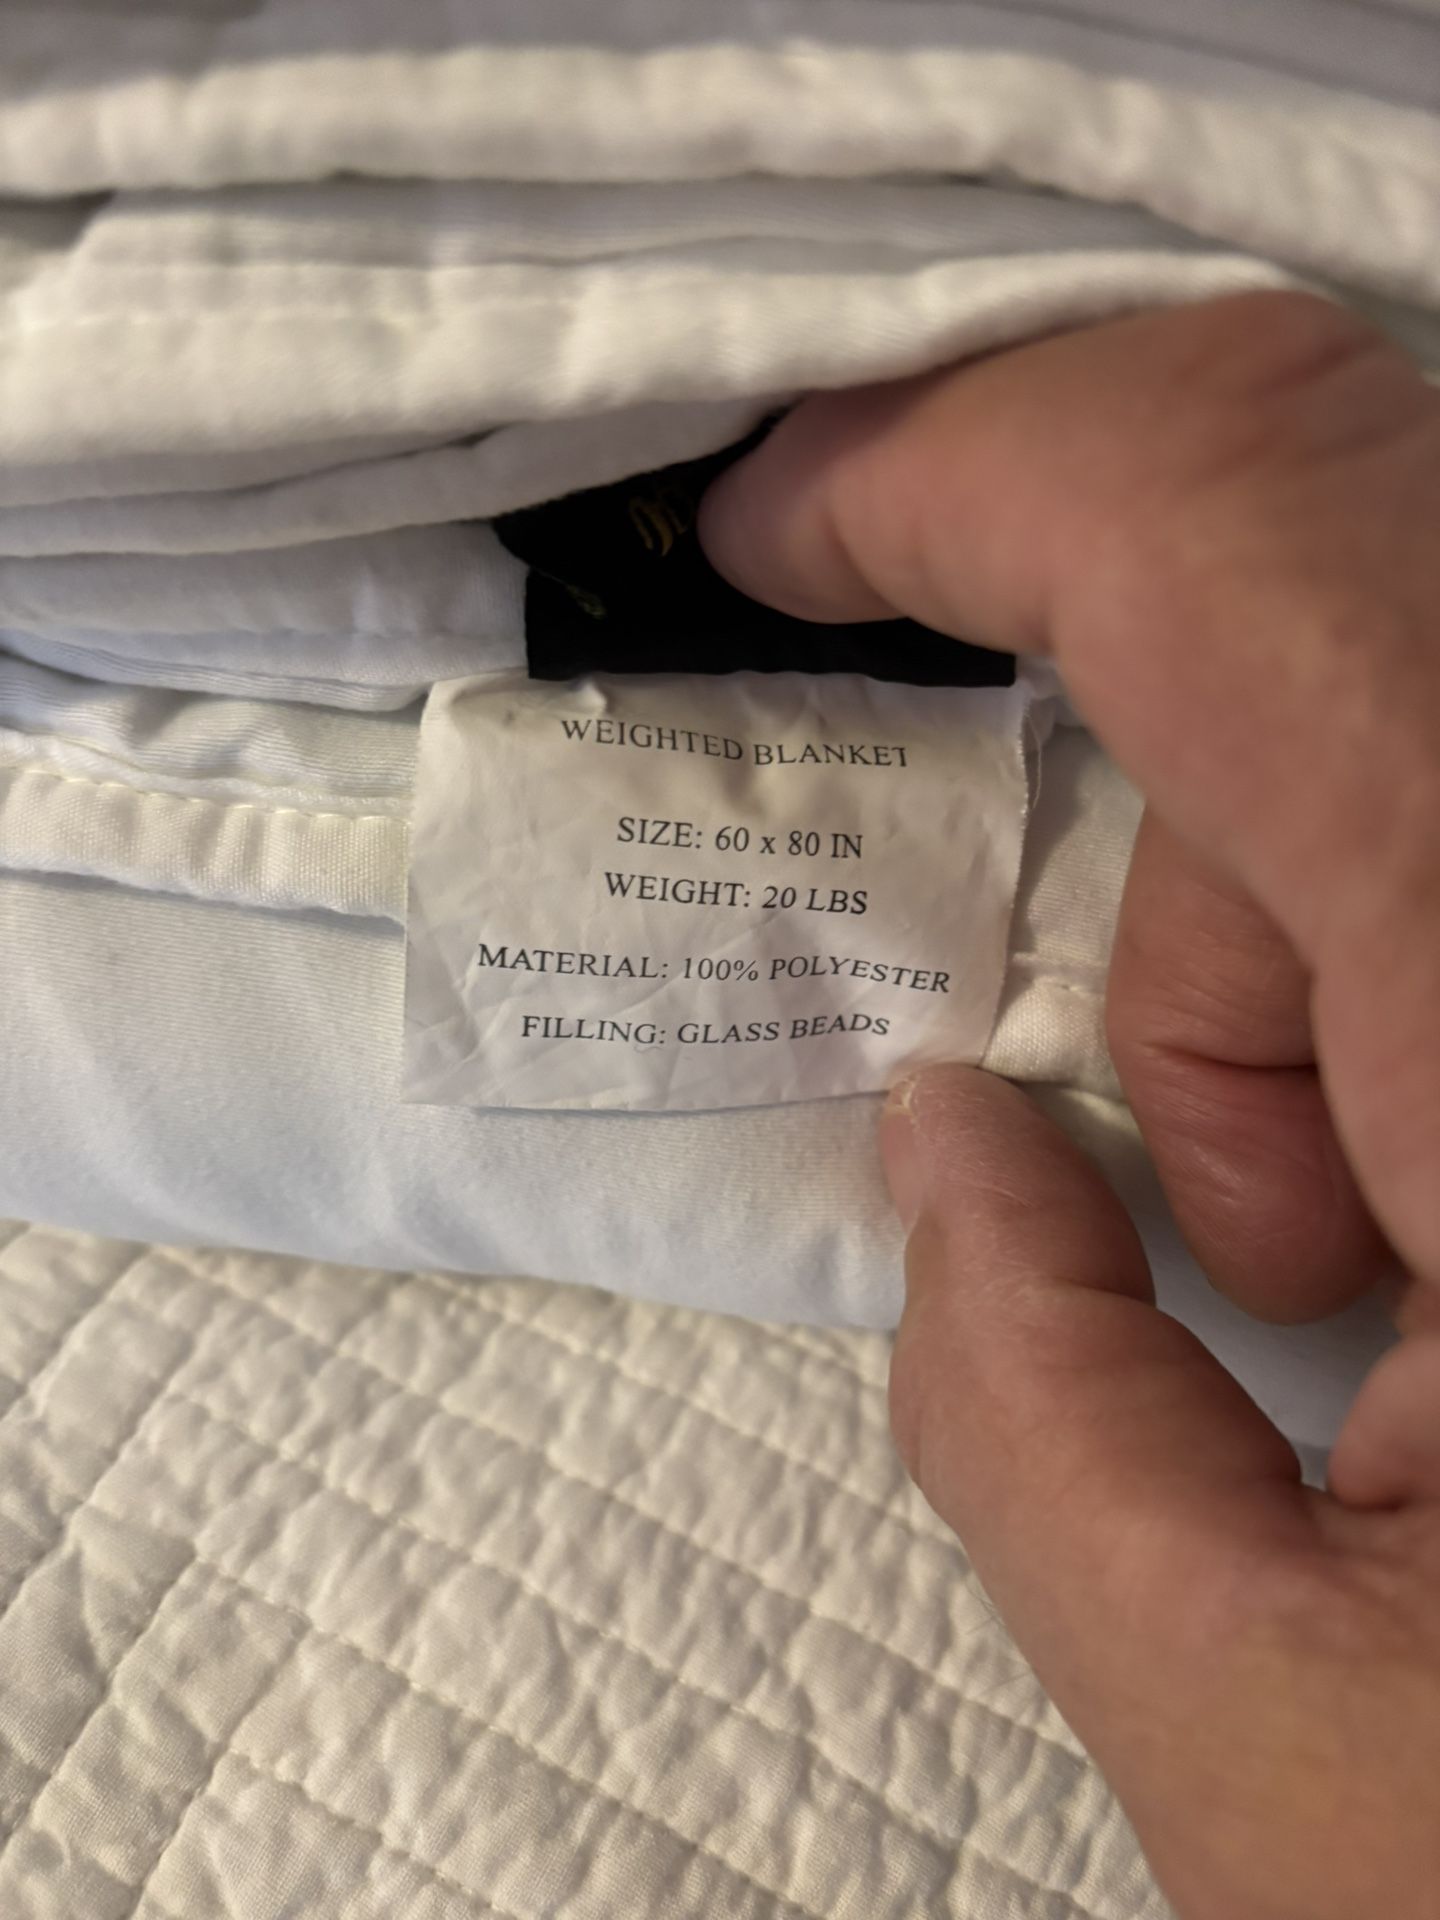 WEIGHTED BLANKET
SIZE: 60 x 80 IN
WEIGHT: 20 LBS
MATERIAL: 100% POLYESTER
FILLING: GLASS BEADS